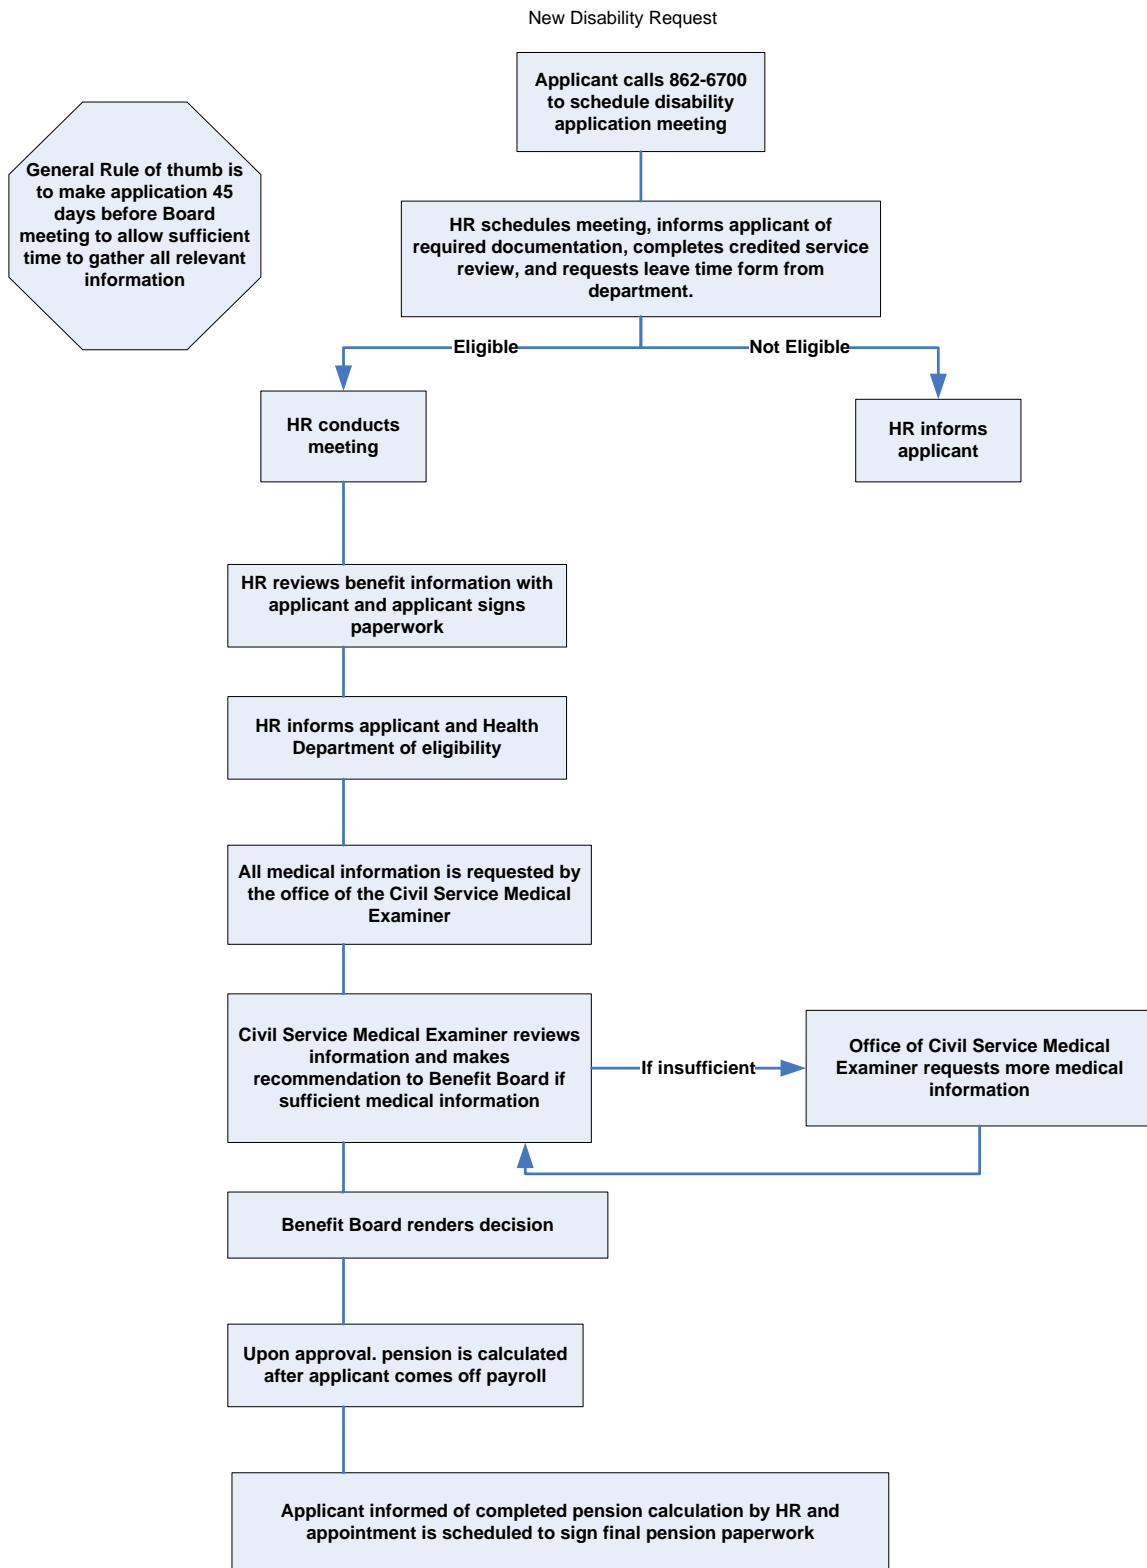 New Disability Request
Applicant calls 862-6700
to schedule disability
application meeting
General Rule of thumb is
to make application 45
days before Board
meeting to allow sufficient
time to gather all relevant
information
HR schedules meeting, informs applicant of
required documentation, completes credited service
review, and requests leave time form from
department.
Eligible
Not Eligible
HR conducts
meeting
HR informs
applicant
HR reviews benefit information with
applicant and applicant signs
paperwork
HR informs applicant and Health
Department of eligibility
All medical information is requested by
the office of the Civil Service Medical
Examiner
Civil Service Medical Examiner reviews
information and makes
recommendation to Benefit Board if
sufficient medical information
If insufficient
Office of Civil Service Medical
Examiner requests more medical
information
Benefit Board renders decision
Upon approval. pension is calculated
after applicant comes off payroll
Applicant informed of completed pension calculation by HR and
appointment is scheduled to sign final pension paperwork